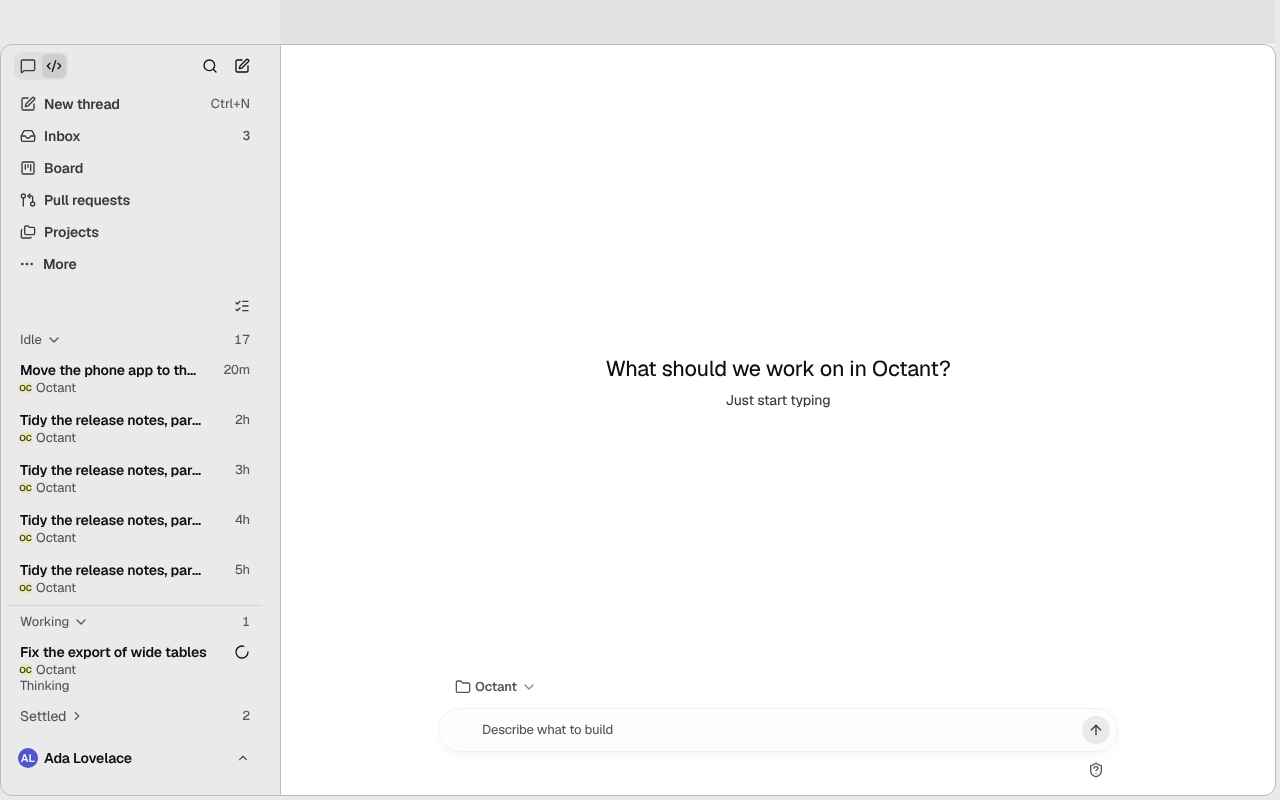 New thread Ctrl+N
Inbox 3
Board
Pull requests
Projects
More
Idle 17
Move the phone app to th... 20m
OC Octant
Tidy the release notes, par... 2h
OC Octant
Tidy the release notes, par... 3h
OC Octant
Tidy the release notes, par... 4h
OC Octant
Tidy the release notes, par... 5h
OC Octant
Working 1
Fix the export of wide tables
OC Octant
Thinking
Settled 2
AL Ada Lovelace
What should we work on in Octant?
Just start typing
Octant
Describe what to build